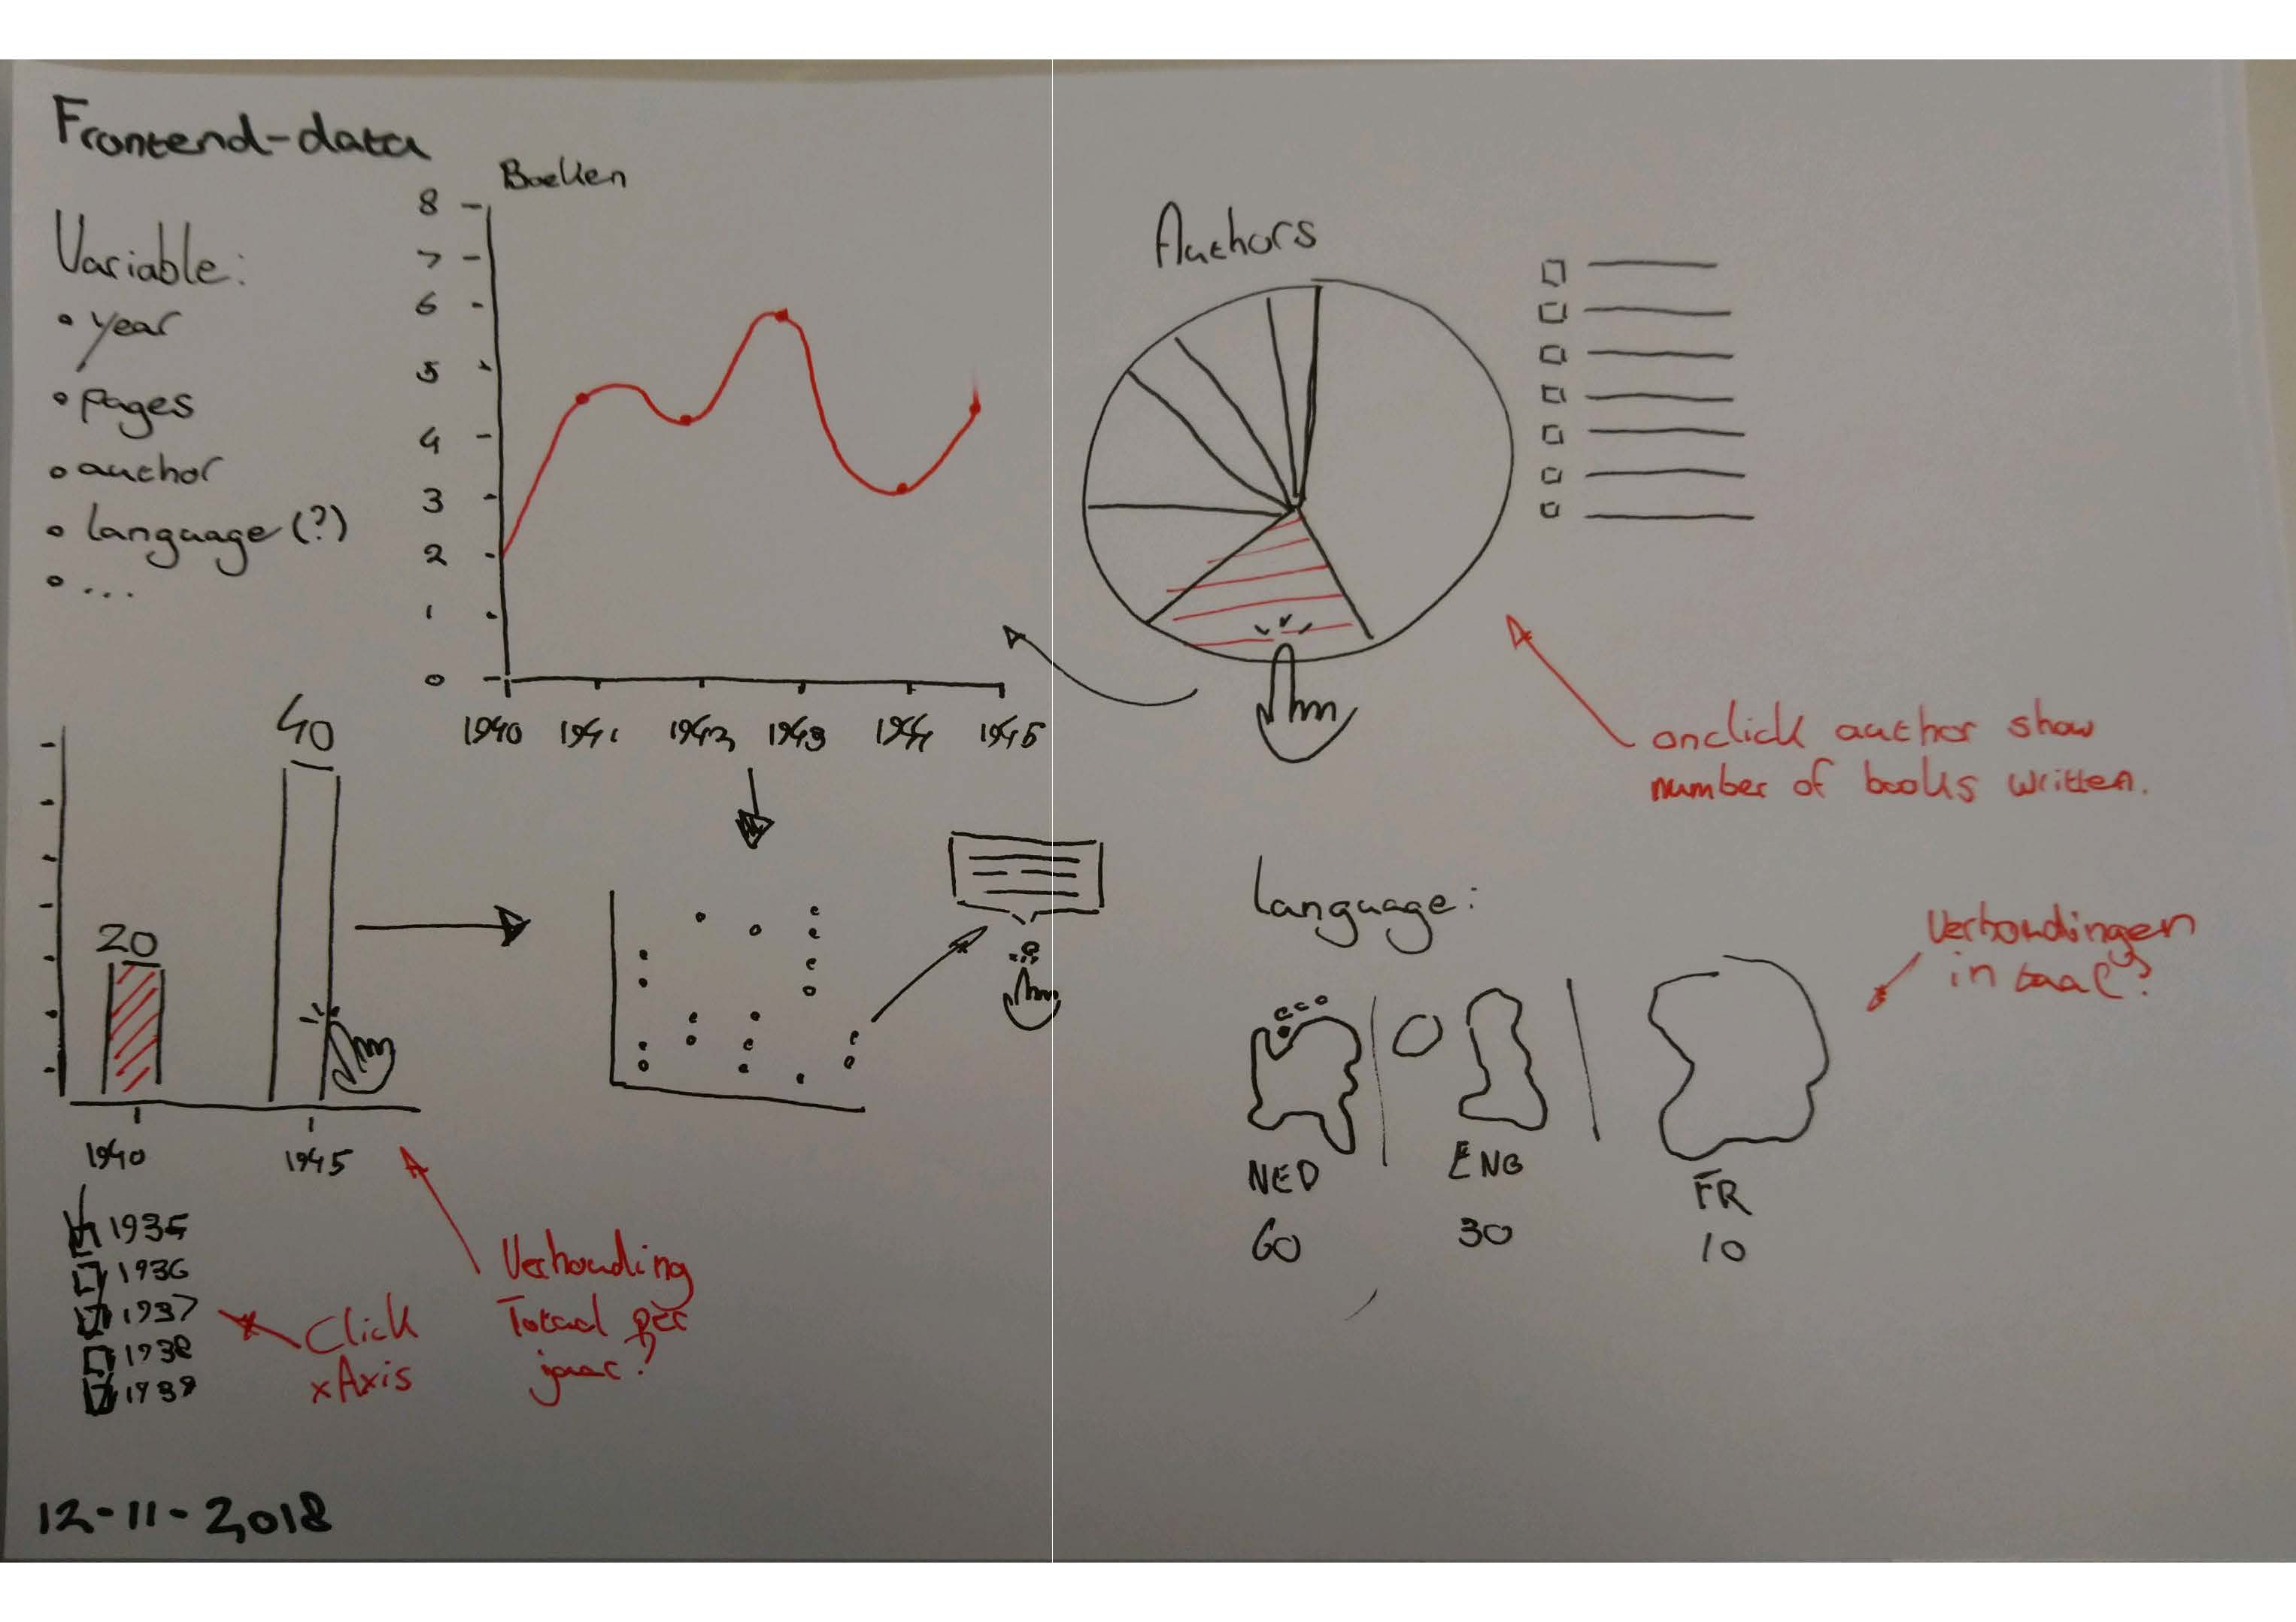 Frontend-data
Variable:
• year
• pages
• author
• language (?)
• ...
Boeken
8
7
6
5
4
3
2
1
0
1940 1941 1942 1943 1944 1945
Authors
onclick author show
number of books written.
40
20
1940 1945
1935
1936
1937
1938
1939
Click
xAxis
Verhouding
Totaal per
jaar?
Language:
Verhoudingen
in taal?
NED
60
ENG
30
FR
10
12-11-2018